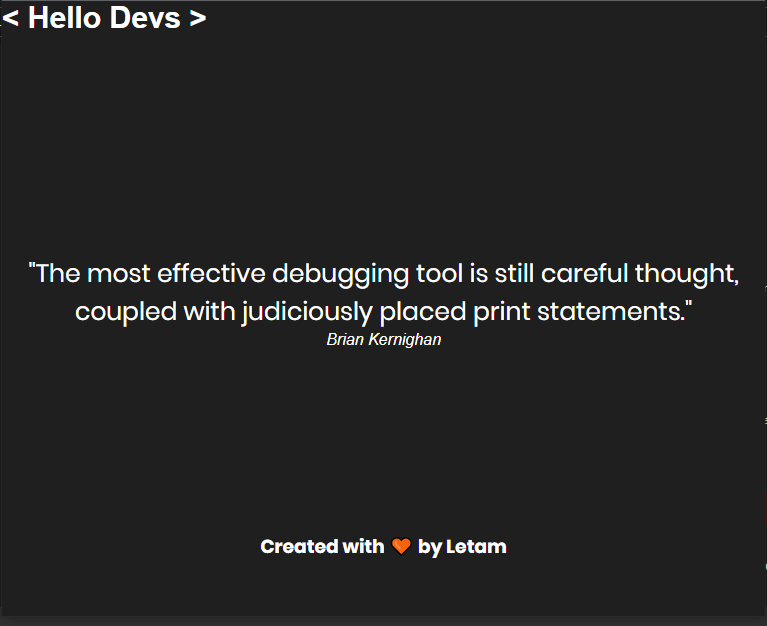 < Hello Devs >
"The most effective debugging tool is still careful thought,
coupled with judiciously placed print statements."
Brian Kernighan
Created with 🧡 by Letam